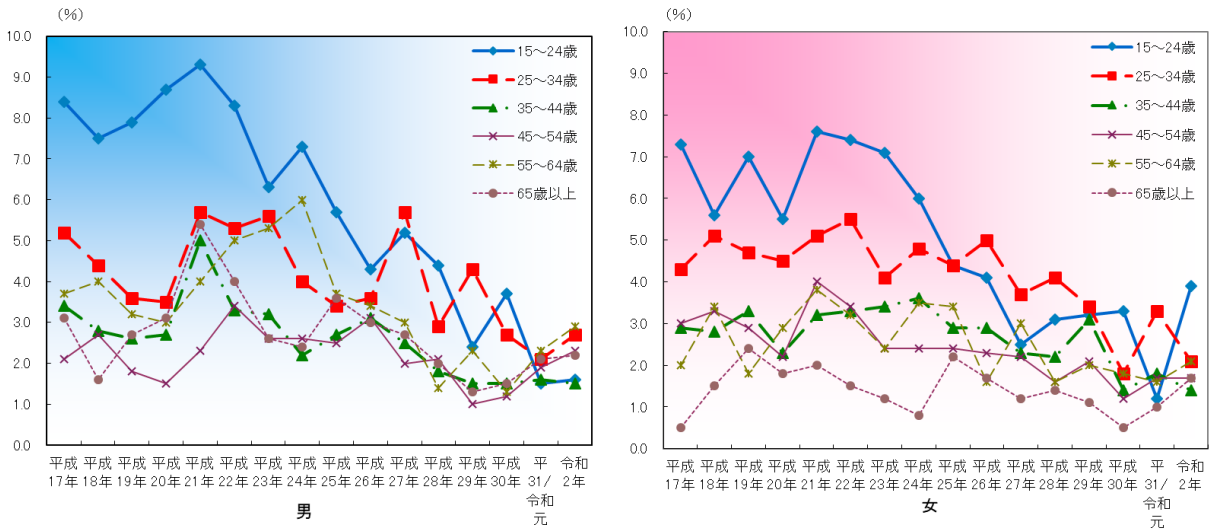 (%)
10.0
9.0
8.0
7.0
6.0
5.0
4.0
3.0
2.0
1.0
0.0
15～24歳
25～34歳
35～44歳
45～54歳
55～64歳
65歳以上
平成 平成 平成 平成 平成 平成 平成 平成 平成 平成 平成 平成 平成 平成 平 令和
17年 18年 19年 20年 21年 22年 23年 24年 25年 26年 27年 28年 29年 30年 31/ 2年
令和
元
男
(%)
10.0
9.0
8.0
7.0
6.0
5.0
4.0
3.0
2.0
1.0
0.0
15～24歳
25～34歳
35～44歳
45～54歳
55～64歳
65歳以上
平成 平成 平成 平成 平成 平成 平成 平成 平成 平成 平成 平成 平成 平成 平 令和
17年 18年 19年 20年 21年 22年 23年 24年 25年 26年 27年 28年 29年 30年 31/ 2年
令和
元
女